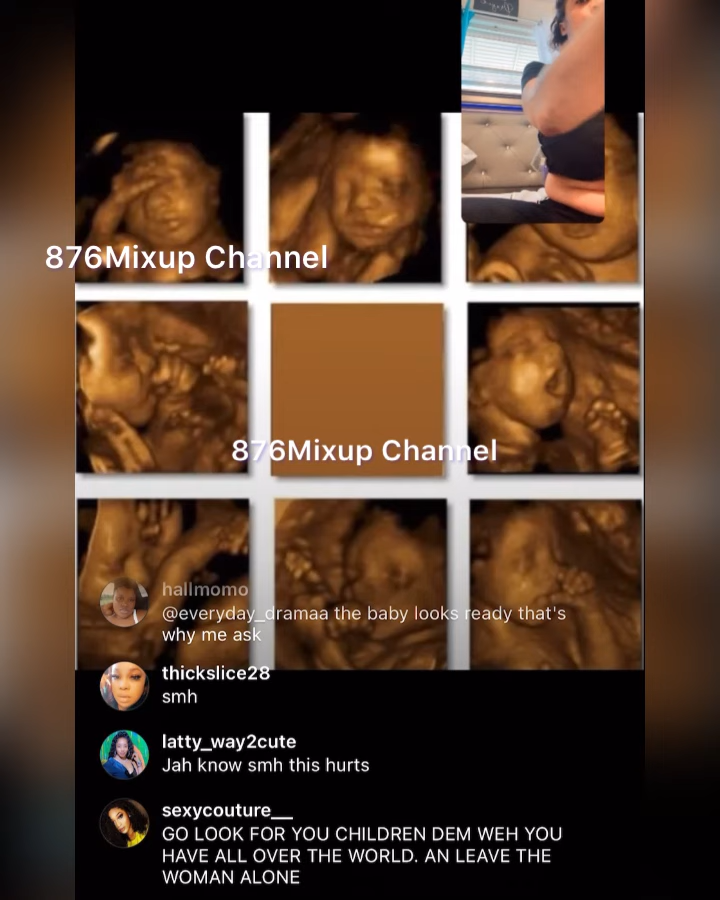 876Mixup Channel
876Mixup Channel
hallmomo
@everyday_dramaa the baby looks ready that's
why me ask
thickslice28
smh
latty_way2cute
Jah know smh this hurts
sexycouture__
GO LOOK FOR YOU CHILDREN DEM WEH YOU
HAVE ALL OVER THE WORLD. AN LEAVE THE
WOMAN ALONE